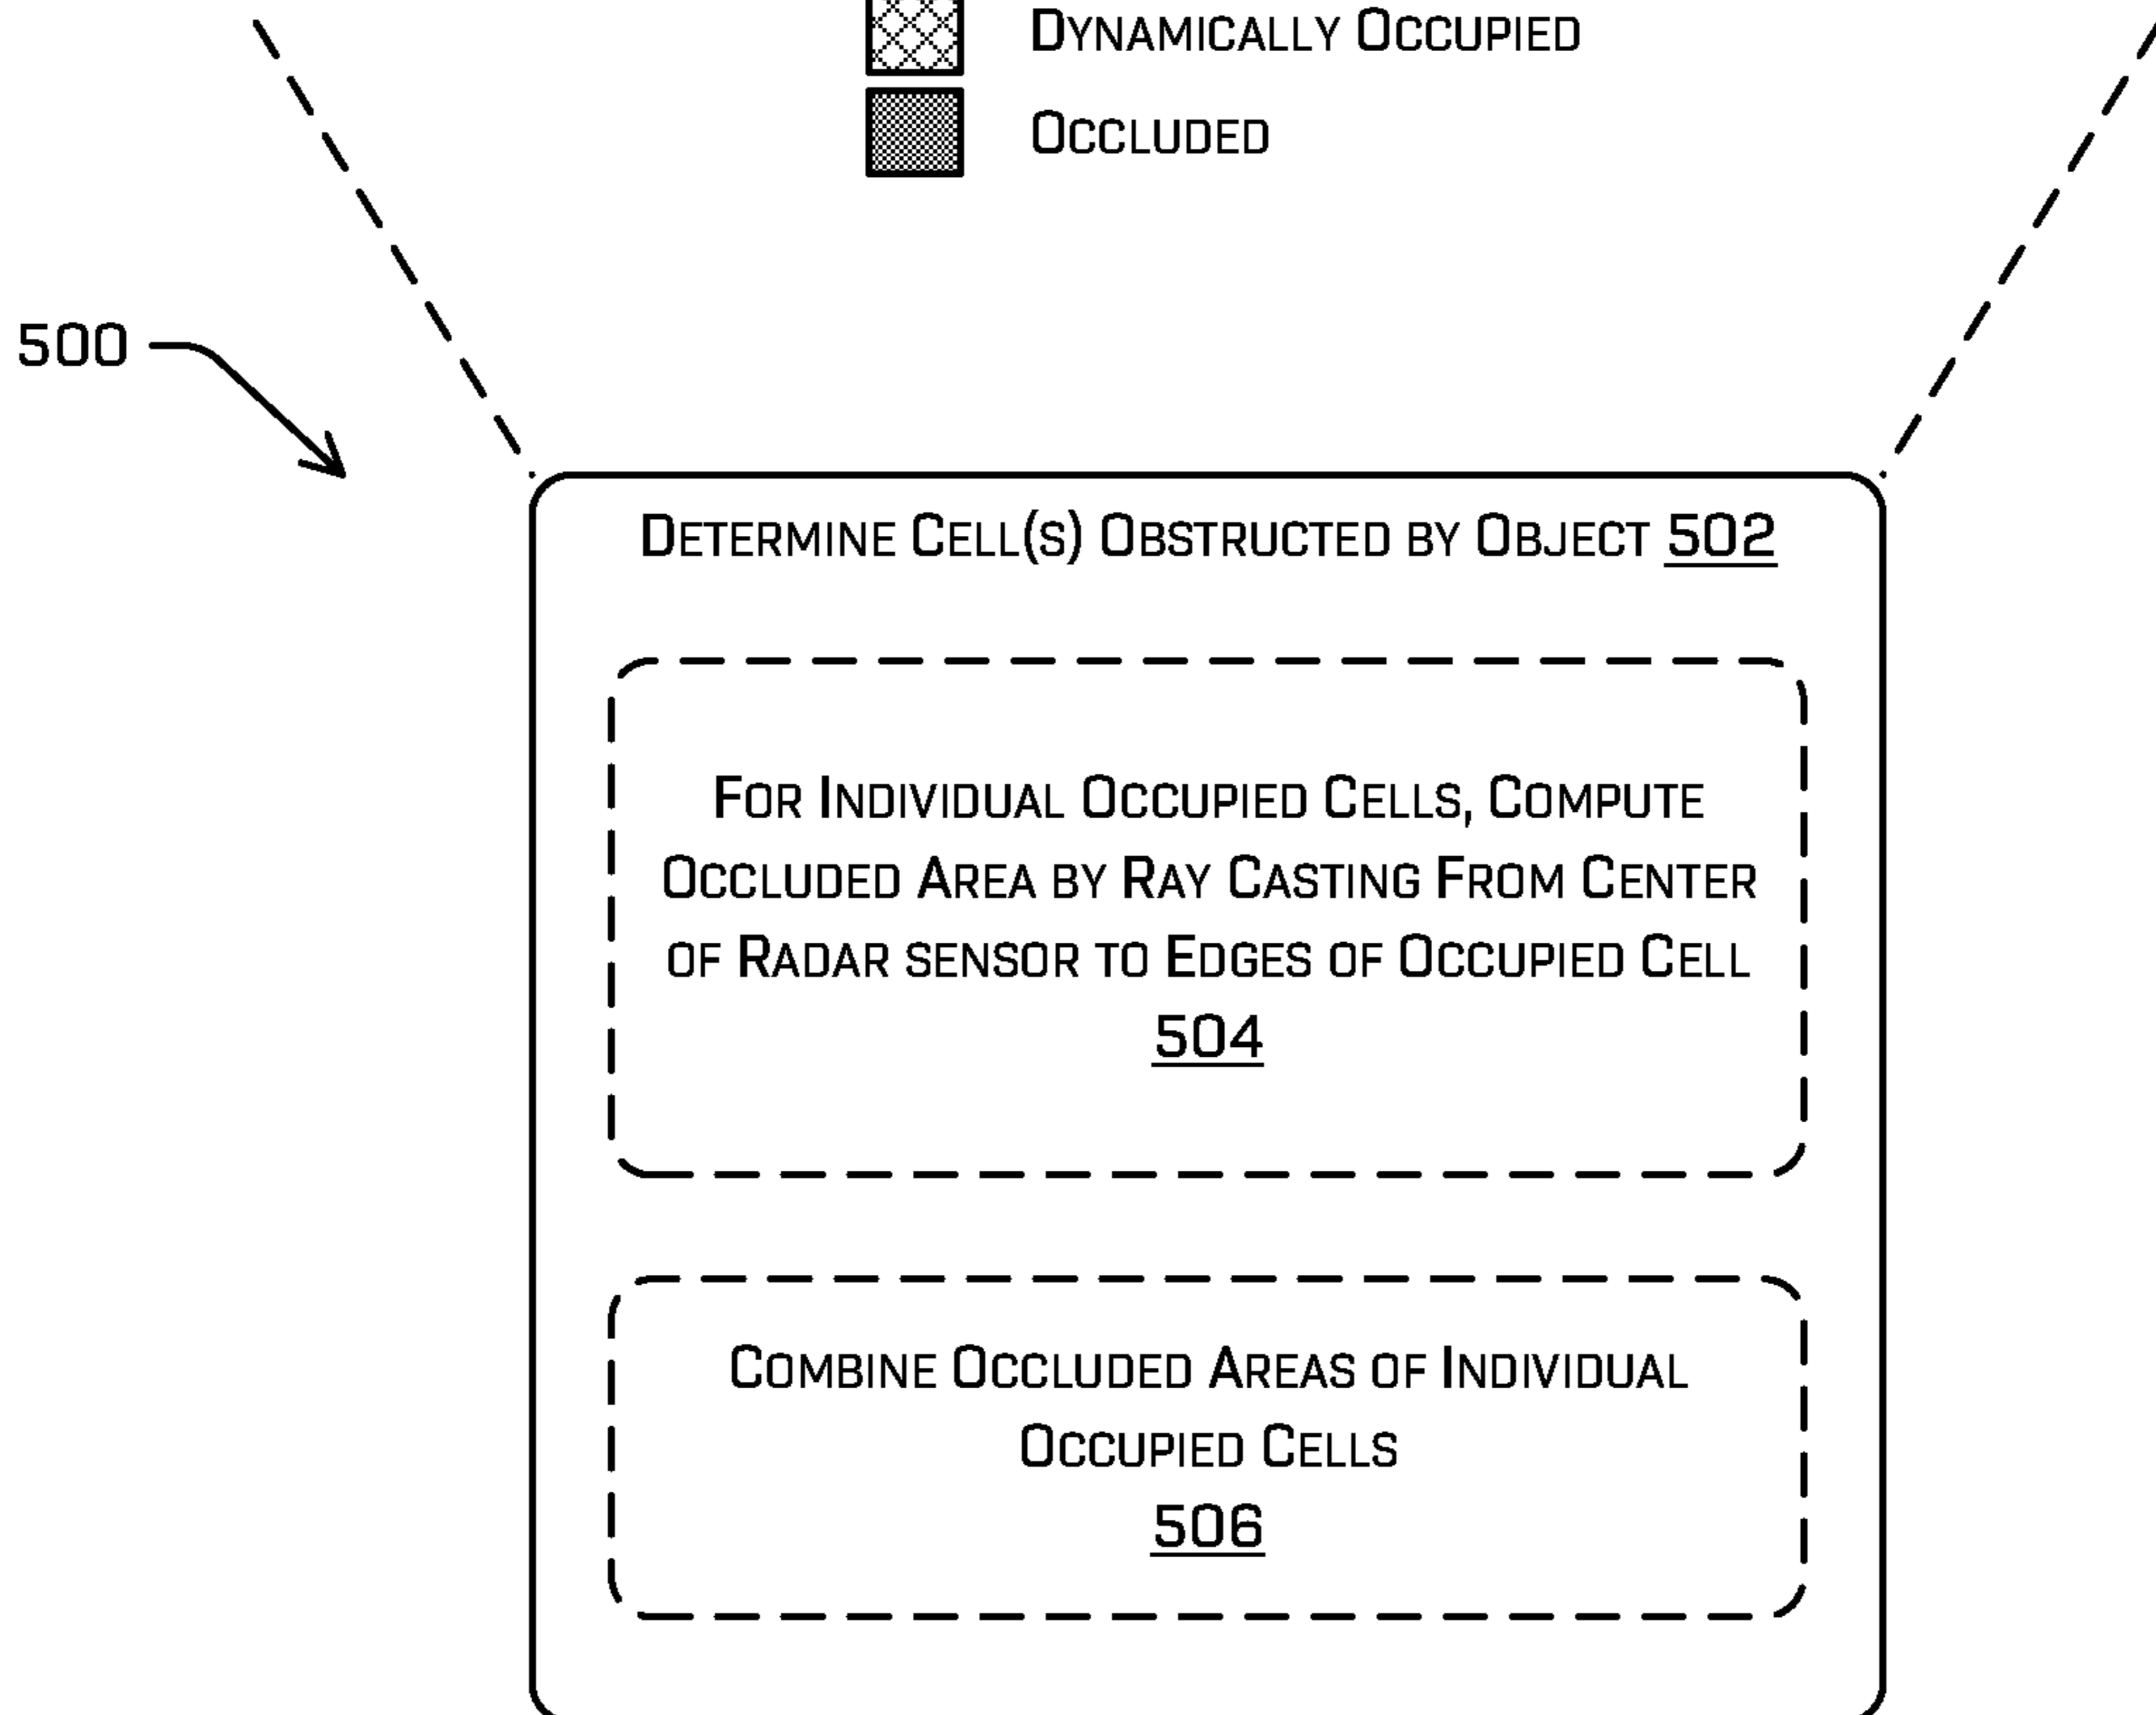 Dynamically Occupied
Occluded
500
Determine Cell(s) Obstructed by Object 502
For Individual Occupied Cells, Compute
Occluded Area by Ray Casting From Center
of Radar sensor to Edges of Occupied Cell
504
Combine Occluded Areas of Individual
Occupied Cells
506